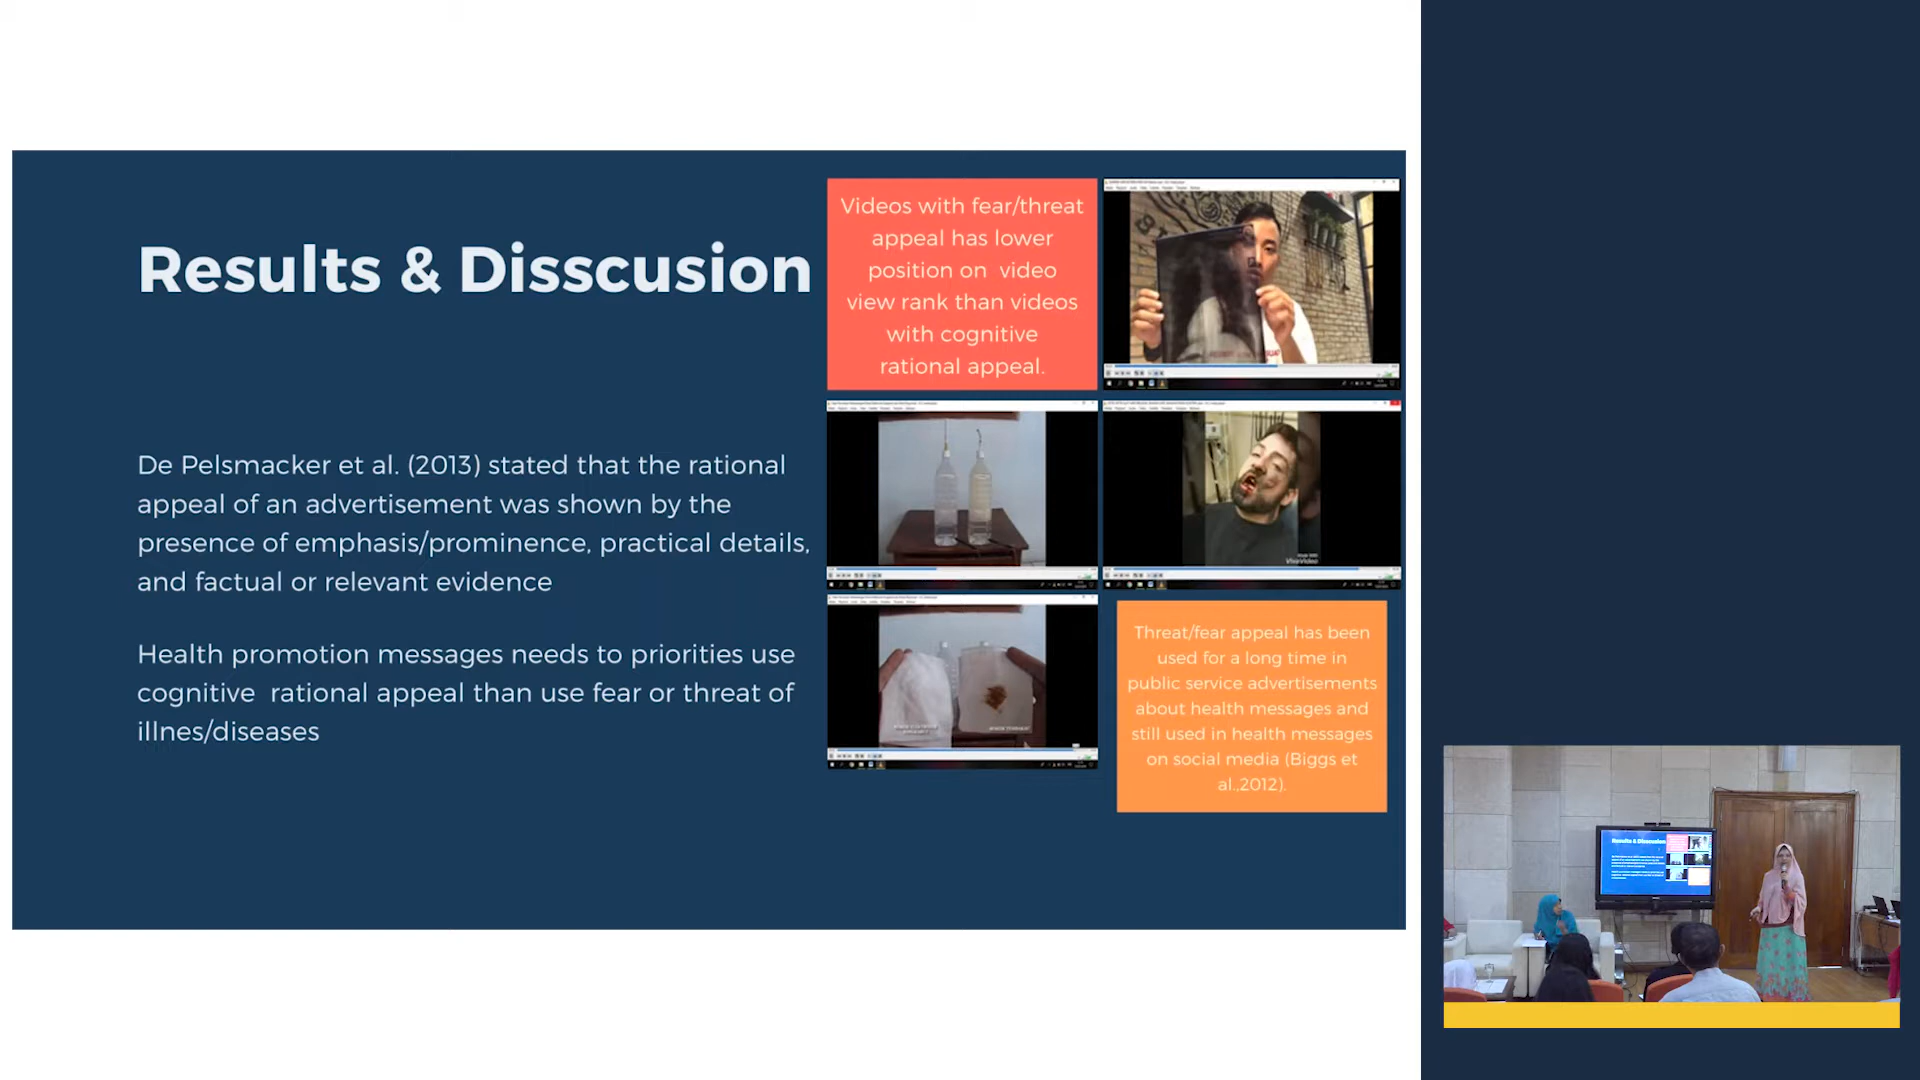 Results & Disscusion
De Pelsmacker et al. (2013) stated that the rational
appeal of an advertisement was shown by the
presence of emphasis/prominence, practical details,
and factual or relevant evidence
Health promotion messages needs to priorities use
cognitive rational appeal than use fear or threat of
illnes/diseases
Videos with fear/threat
appeal has lower
position on video
view rank than videos
with cognitive
rational appeal.
VivaVideo
Threat/fear appeal has been
used for a long time in
public service advertisements
about health messages and
still used in health messages
on social media (Biggs et
al.,2012).
Results & Disscusion